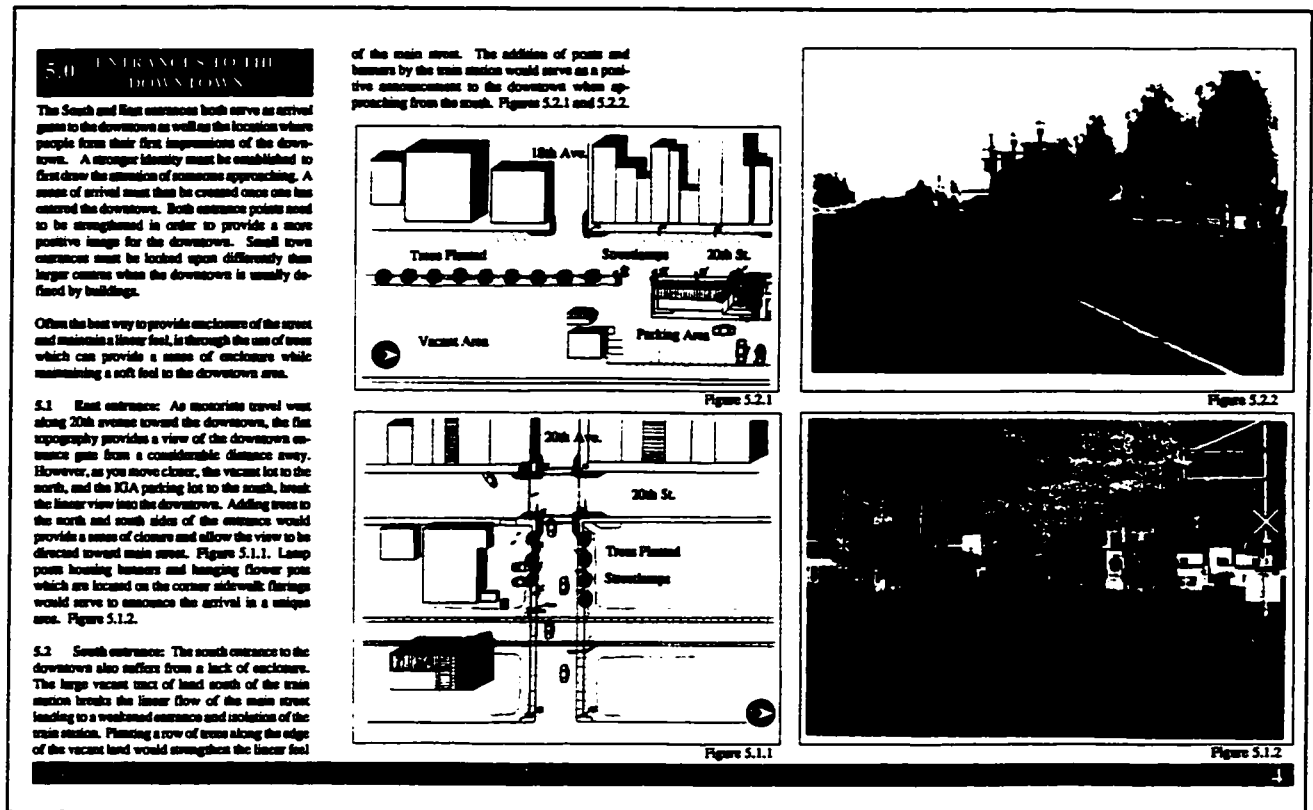 5.0 ENTRANCES TO THE
DOWNTOWN
The South and East entrances both serve as arrival
gates to the downtown as well as the location where
people form their first impressions of the down-
town. A stronger identity must be established to
first draw the attention of someone approaching. A
sense of arrival must then be created once one has
entered the downtown. Both entrance points need
to be strengthened in order to provide a more
positive image for the downtown. Small town
entrances must be looked upon differently than
larger centres when the downtown is usually de-
fined by buildings.
Often the best way to provide enclosure of the street
and maintain a linear feel, is through the use of trees
which can provide a sense of enclosure while
maintaining a soft feel to the downtown area.
5.1 East entrance: As motorists travel west
along 20th avenue toward the downtown, the flat
topography provides a view of the downtown en-
trance gate from a considerable distance away.
However, as you move closer, the vacant lot to the
north, and the IGA parking lot to the south, break
the linear view into the downtown. Adding trees to
the north and south sides of the entrance would
provide a sense of closure and allow the view to be
directed toward main street. Figure 5.1.1. Lamp
posts housing banners and hanging flower pots
which are located on the corner sidewalk flarings
would serve to announce the arrival in a unique
area. Figure 5.1.2.
5.2 South entrance: The south entrance to the
downtown also suffers from a lack of enclosure.
The large vacant tract of land south of the train
station breaks the linear flow of the main street
leading to a weakened entrance and isolation of the
train station. Planting a row of trees along the edge
of the vacant land would strengthen the linear feel
of the main street. The addition of posts and
banners by the train station would serve as a posi-
tive announcement to the downtown when ap-
proaching from the south. Figures 5.2.1 and 5.2.2.
18th Ave.
Trees Planted
Streetlamps
20th St.
Vacant Area
Parking Area
Figure 5.2.1
20th Ave.
20th St.
Trees Planted
Streetlamps
Figure 5.1.1
Figure 5.2.2
Figure 5.1.2
4